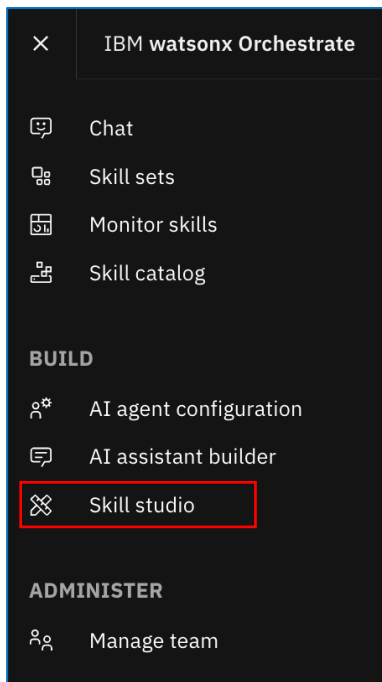 IBM watsonx Orchestrate
Chat
Skill sets
Monitor skills
Skill catalog
BUILD
AI agent configuration
AI assistant builder
Skill studio
ADMINISTER
Manage team